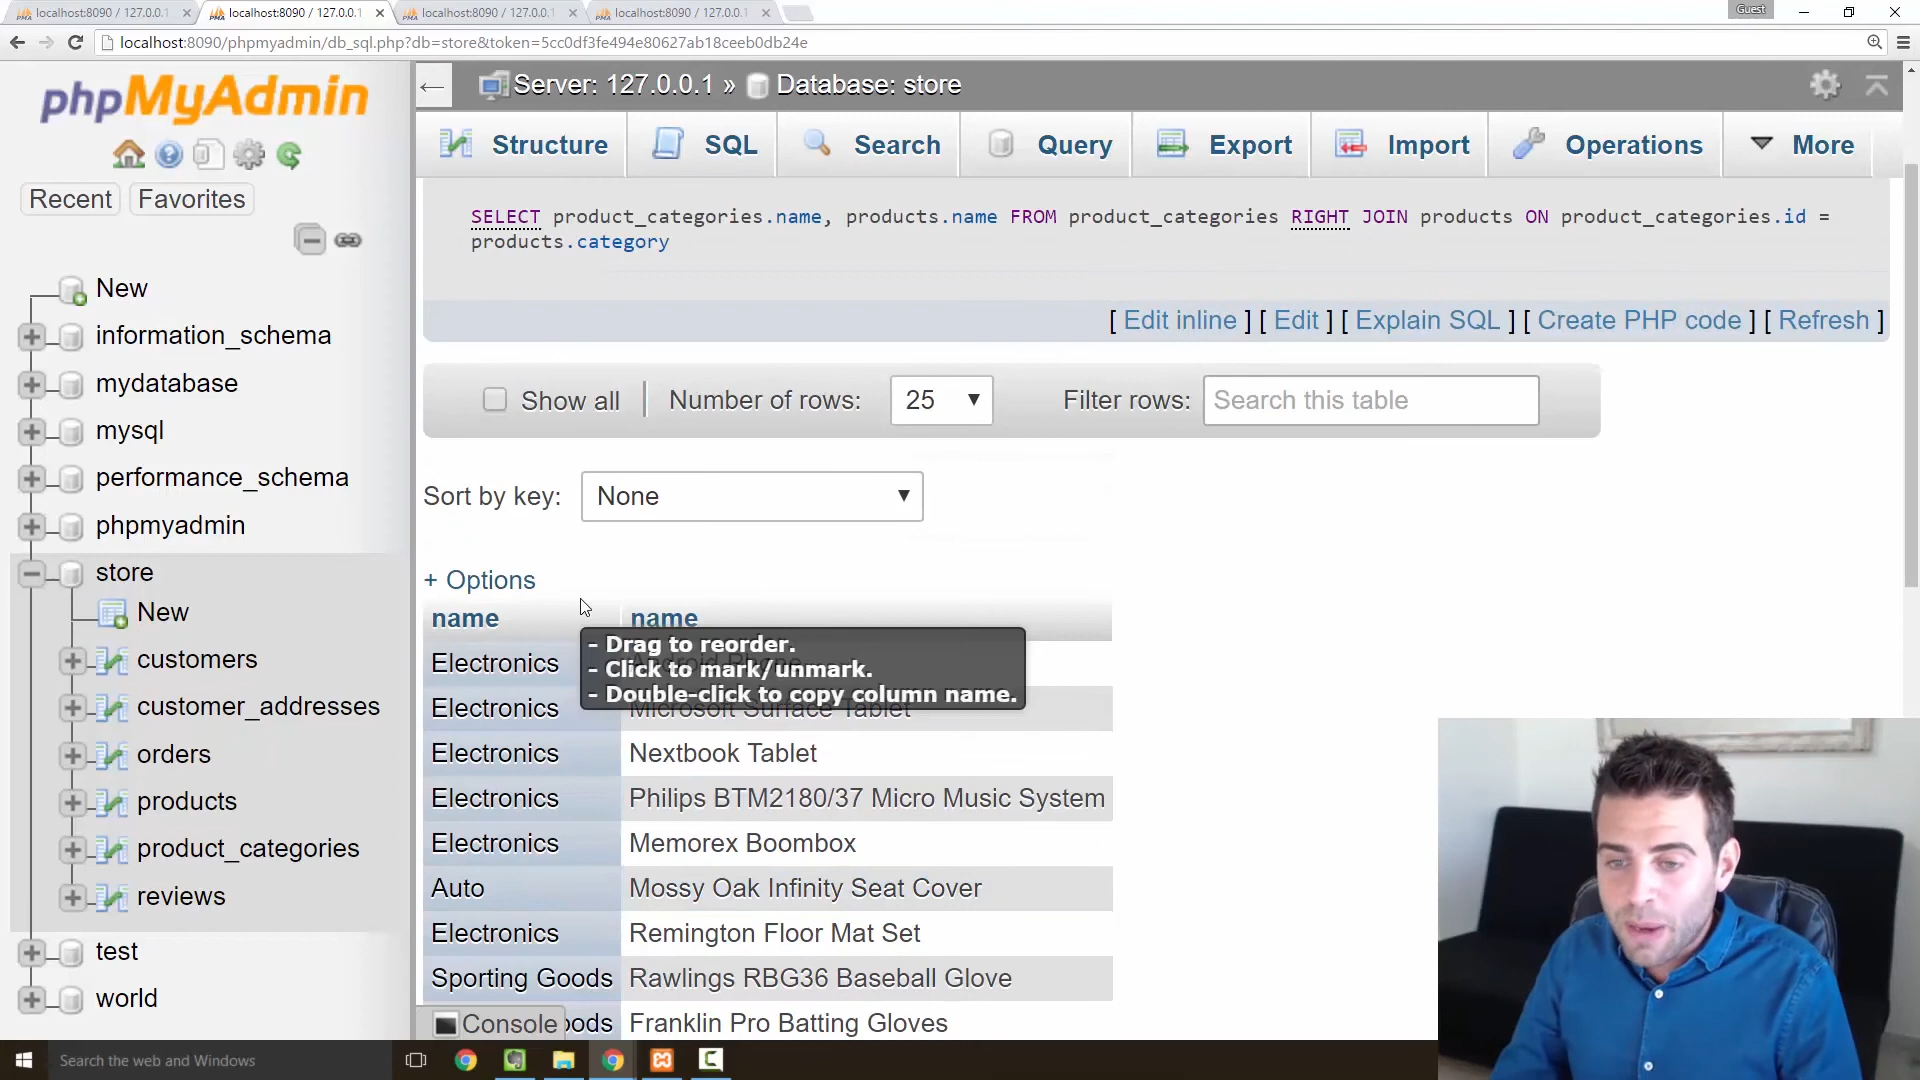 localhost:8090 / 127.0.0.1
localhost:8090 / 127.0.0.1
localhost:8090 / 127.0.0.1
localhost:8090 / 127.0.0.1
Guest
localhost:8090/phpmyadmin/db_sql.php?db=store&token=5cc0df3fe494e80627ab18ceeb0db24e
phpMyAdmin
Recent
Favorites
New
information_schema
mydatabase
mysql
performance_schema
phpmyadmin
store
New
customers
customer_addresses
orders
products
product_categories
reviews
test
world
Server: 127.0.0.1 » Database: store
Structure
SQL
Search
Query
Export
Import
Operations
More
SELECT product_categories.name, products.name FROM product_categories RIGHT JOIN products ON product_categories.id =
products.category
[ Edit inline ] [ Edit ] [ Explain SQL ] [ Create PHP code ] [ Refresh ]
Show all
Number of rows: 25
Filter rows: Search this table
Sort by key: None
+ Options
name name
- Drag to reorder.
- Click to mark/unmark.
- Double-click to copy column name.
Electronics
Electronics Microsoft Surface Tablet
Electronics Nextbook Tablet
Electronics Philips BTM2180/37 Micro Music System
Electronics Memorex Boombox
Auto Mossy Oak Infinity Seat Cover
Electronics Remington Floor Mat Set
Sporting Goods Rawlings RBG36 Baseball Glove
Franklin Pro Batting Gloves
Console
Search the web and Windows